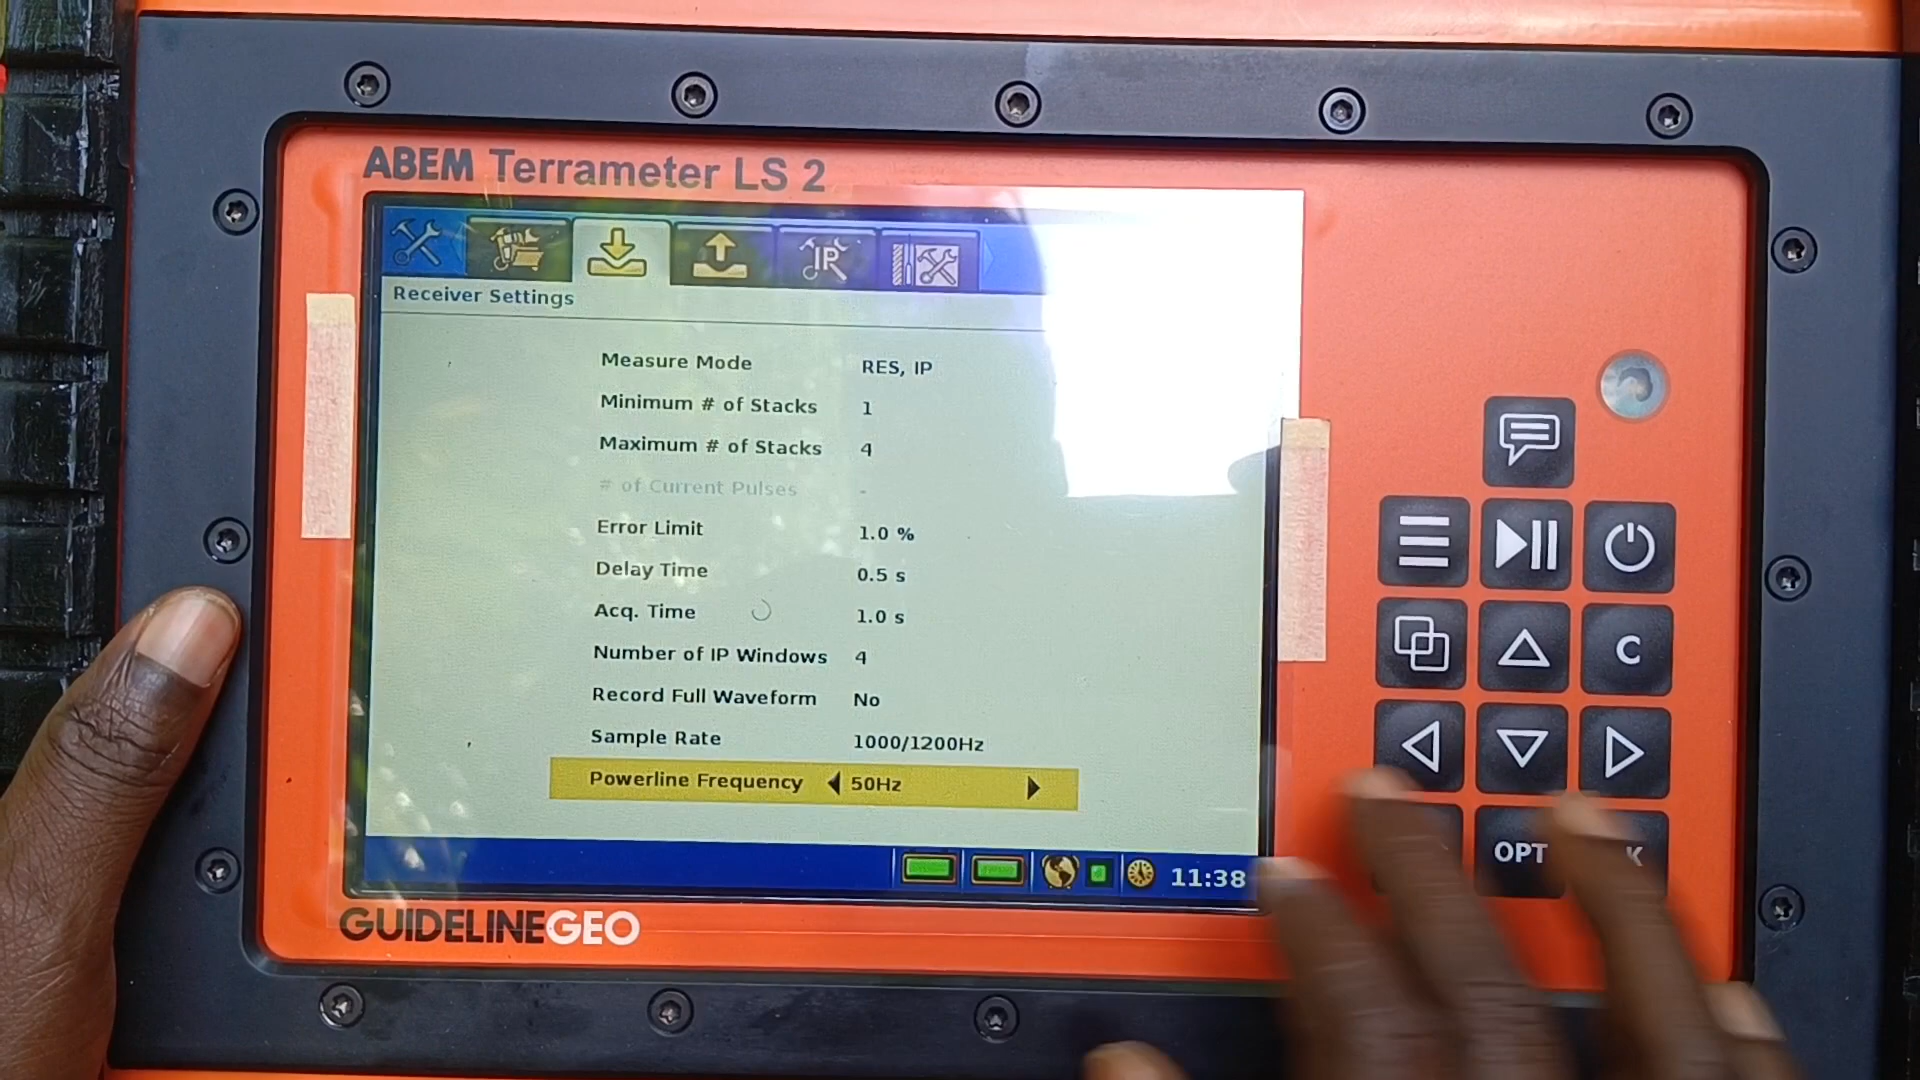 ABEM Terrameter LS 2
IP
Receiver Settings
Measure Mode RES, IP
Minimum # of Stacks 1
Maximum # of Stacks 4
# of Current Pulses -
Error Limit 1.0 %
Delay Time 0.5 s
Acq. Time 1.0 s
Number of IP Windows 4
Record Full Waveform No
Sample Rate 1000/1200Hz
Powerline Frequency 50Hz
11:38
C
OPT
K
GUIDELINEGEO